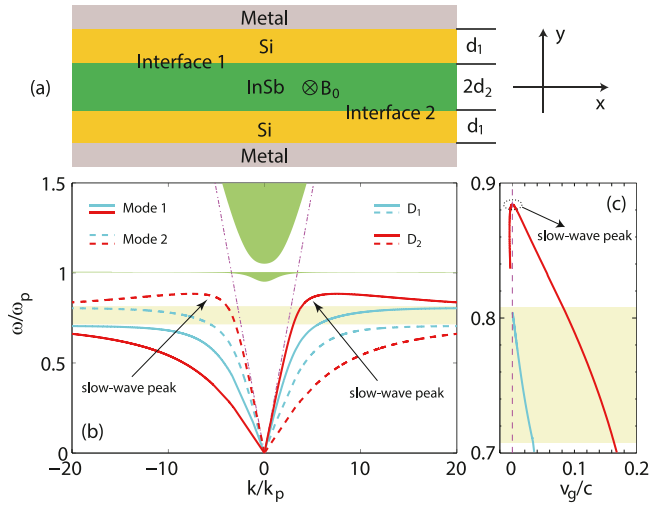 Metal
Si
d₁
Interface 1
(a)
InSb
⊗B₀
2d₂
Interface 2
Si
d₁
Metal
y
x
1.5
1
0.5
0
ω/ωₚ
Mode 1
Mode 2
D₁
D₂
slow-wave peak
slow-wave peak
(b)
−20
−10
0
10
20
k/kₚ
0.9
0.8
0.7
(c)
slow-wave peak
0
0.1
0.2
v_g/c